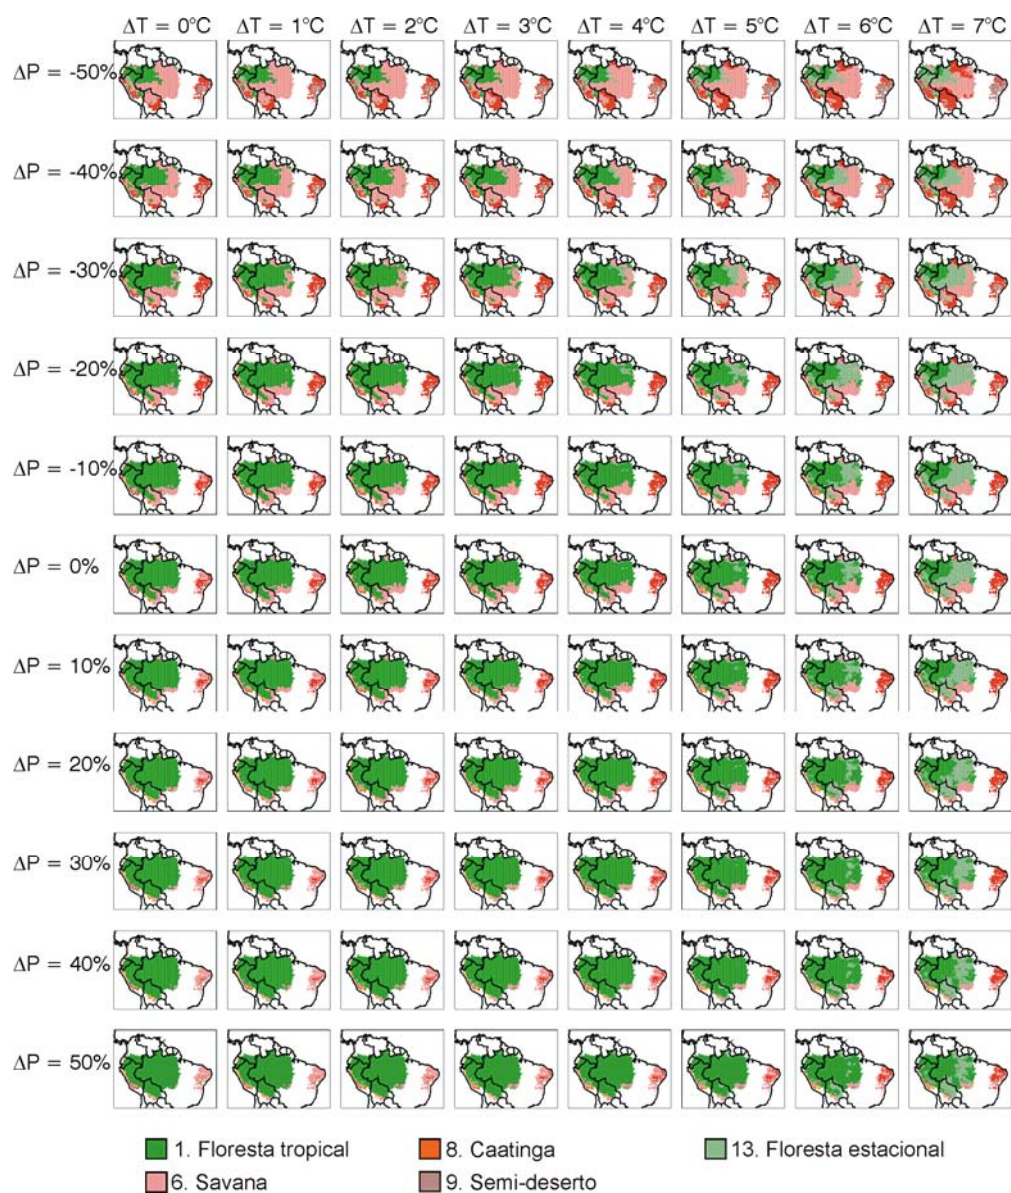 ΔT = 0°C ΔT = 1°C ΔT = 2°C ΔT = 3°C ΔT = 4°C ΔT = 5°C ΔT = 6°C ΔT = 7°C
ΔP = -50%
ΔP = -40%
ΔP = -30%
ΔP = -20%
ΔP = -10%
ΔP = 0%
ΔP = 10%
ΔP = 20%
ΔP = 30%
ΔP = 40%
ΔP = 50%
1. Floresta tropical 8. Caatinga 13. Floresta estacional
6. Savana 9. Semi-deserto